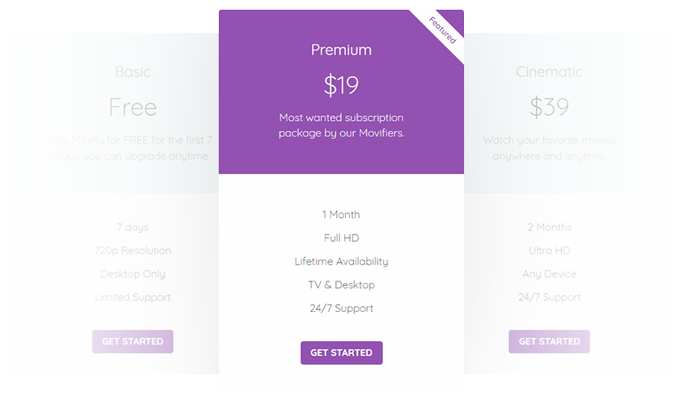 Basic
Free
Try Movify for FREE for the first 7
days, you can upgrade anytime.
7 days
720p Resolution
Desktop Only
Limited Support
GET STARTED
Featured
Premium
$19
Most wanted subscription
package by our Movifiers.
1 Month
Full HD
Lifetime Availability
TV & Desktop
24/7 Support
GET STARTED
Cinematic
$39
Watch your favorite movies
anywhere and anytime.
2 Months
Ultra HD
Any Device
24/7 Support
GET STARTED